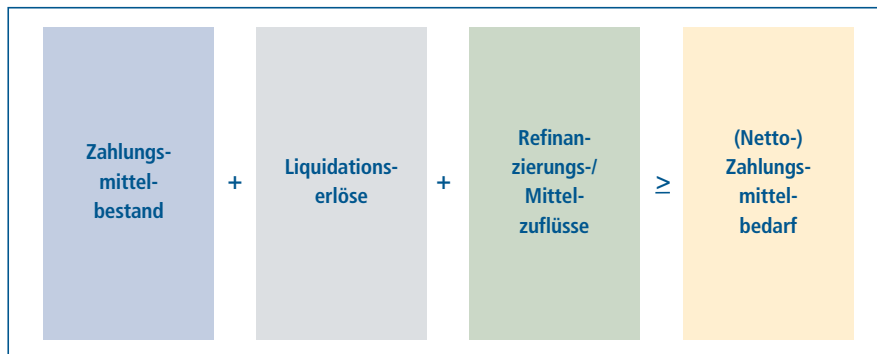 Zahlungs-
mittel-
bestand
+
Liquidations-
erlöse
+
Refinan-
zierungs-/
Mittel-
zuflüsse
≥
(Netto-)
Zahlungs-
mittel-
bedarf